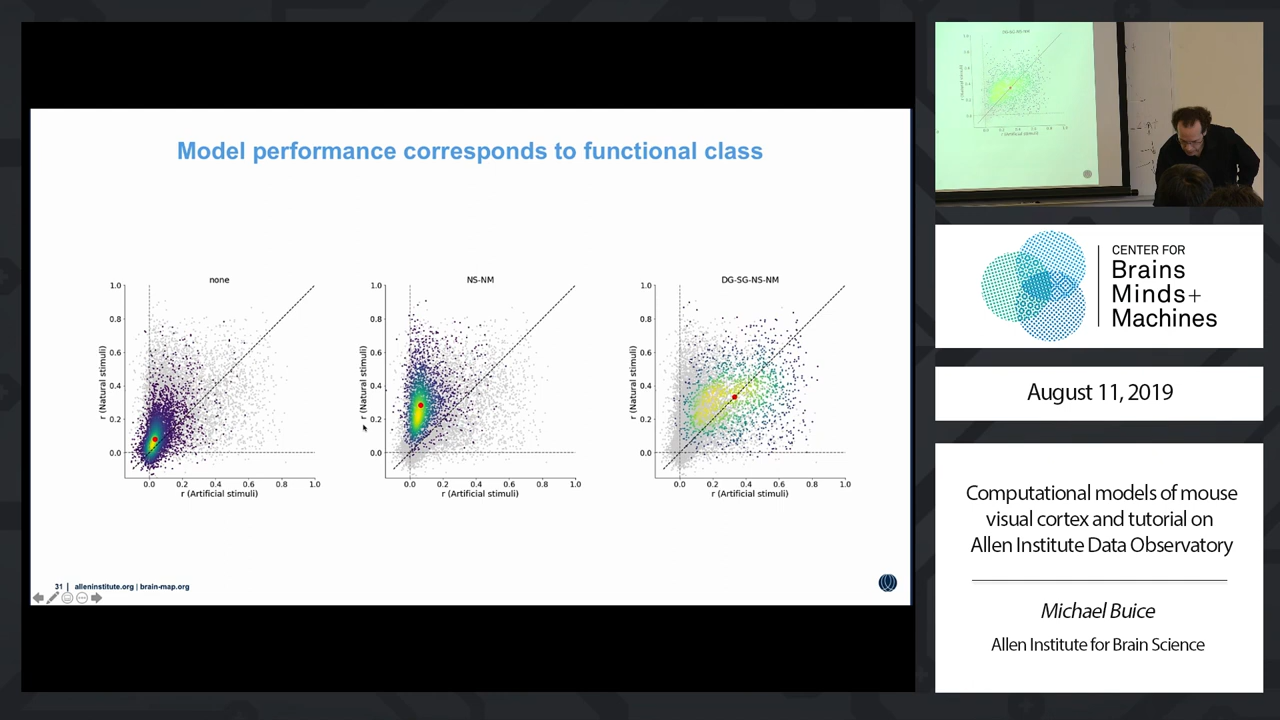 Model performance corresponds to functional class
none
1.0
0.8
0.6
0.4
0.2
0.0
r (Natural stimuli)
0.0 0.2 0.4 0.6 0.8 1.0
r (Artificial stimuli)
NS-NM
1.0
0.8
0.6
0.4
0.2
0.0
r (Natural stimuli)
0.0 0.2 0.4 0.6 0.8 1.0
r (Artificial stimuli)
DG-SG-NS-NM
1.0
0.8
0.6
0.4
0.2
0.0
r (Natural stimuli)
0.0 0.2 0.4 0.6 0.8 1.0
r (Artificial stimuli)
31 | alleninstitute.org | brain-map.org
CENTER FOR
Brains
Minds+
Machines
August 11, 2019
Computational models of mouse
visual cortex and tutorial on
Allen Institute Data Observatory
Michael Buice
Allen Institute for Brain Science